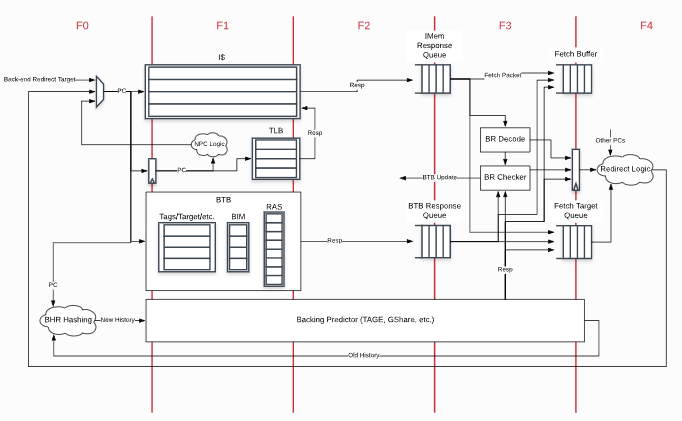 F0
F1
F2
F3
F4
IMem
Response
Queue
I$
Fetch Buffer
Back-end Redirect Target
PC
Resp
Fetch Packet
TLB
Resp
NPC Logic
BR Decode
Other PCs
PC
BTB Update
BR Checker
Redirect Logic
BTB
Tags/Target/etc.
BIM
RAS
BTB Response
Queue
Fetch Target
Queue
Resp
Resp
PC
BHR Hashing
New History
Backing Predictor (TAGE, GShare, etc.)
Old History